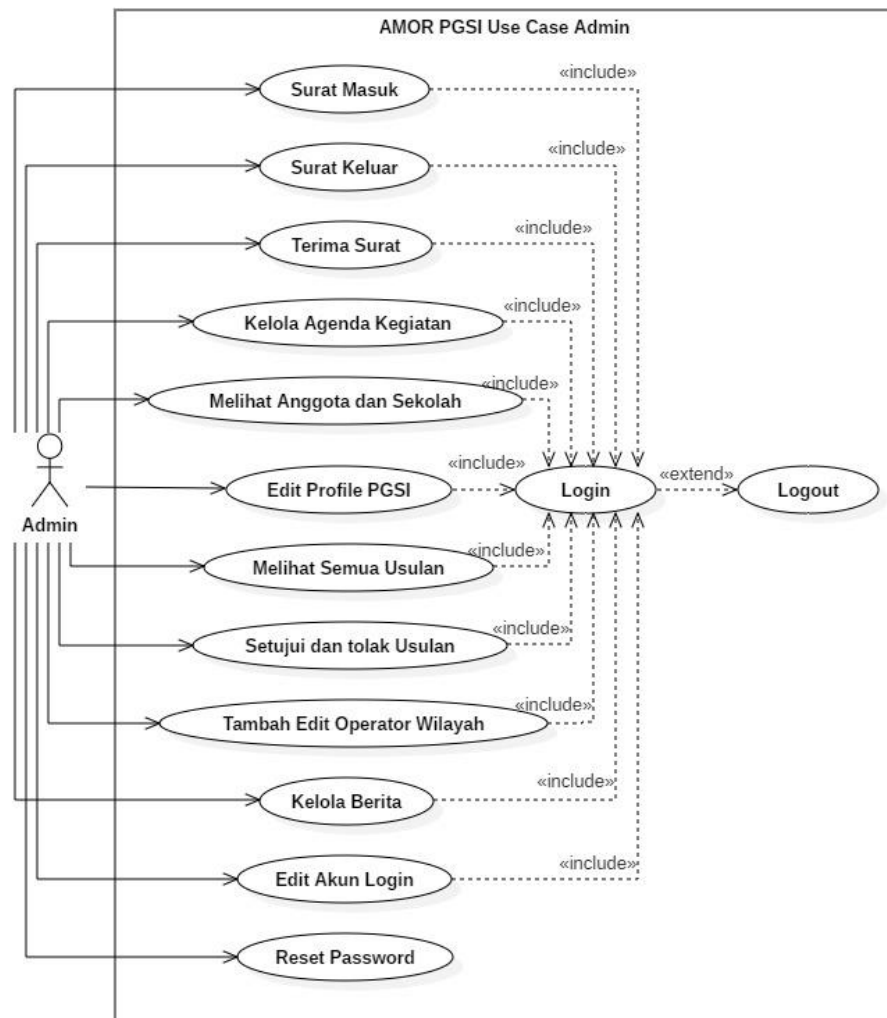 AMOR PGSI Use Case Admin
«include»
Surat Masuk
«include»
Surat Keluar
«include»
Terima Surat
«include»
Kelola Agenda Kegiatan
«include»
Melihat Anggota dan Sekolah
«include»
Edit Profile PGSI
Login
«extend»
Logout
Admin
«include»
Melihat Semua Usulan
«include»
Setujui dan tolak Usulan
«include»
Tambah Edit Operator Wilayah
«include»
Kelola Berita
«include»
Edit Akun Login
Reset Password